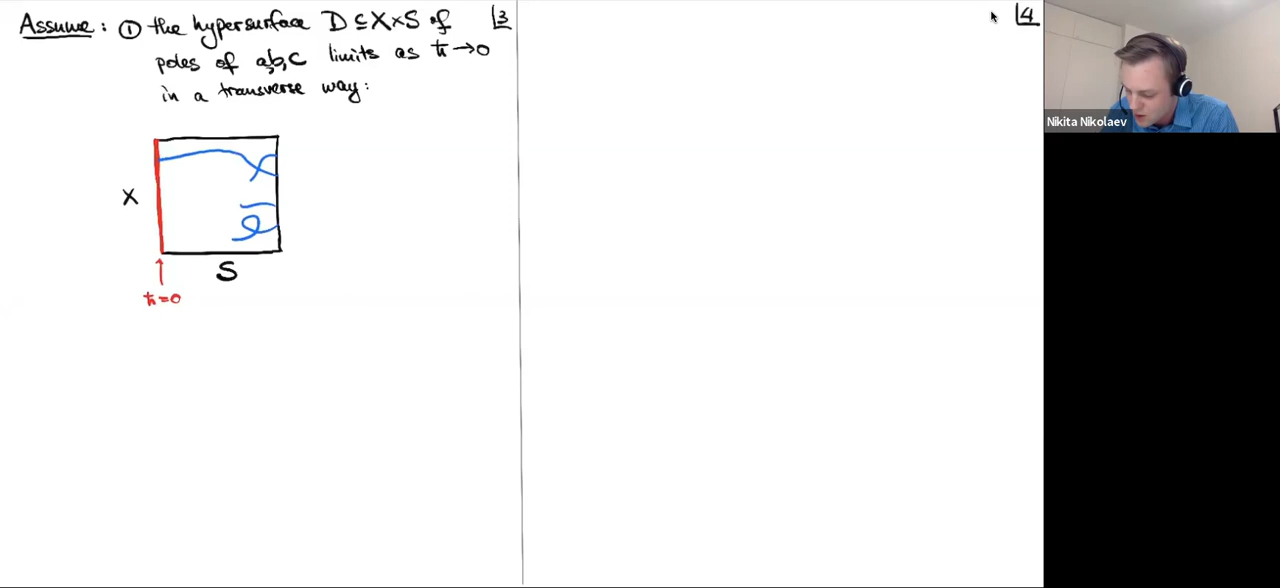 Assume: ① the hypersurface D ⊆ X × S of
poles of a,b,c limits as ħ → 0
in a transverse way:
X
S
ħ=0
3
4
Nikita Nikolaev